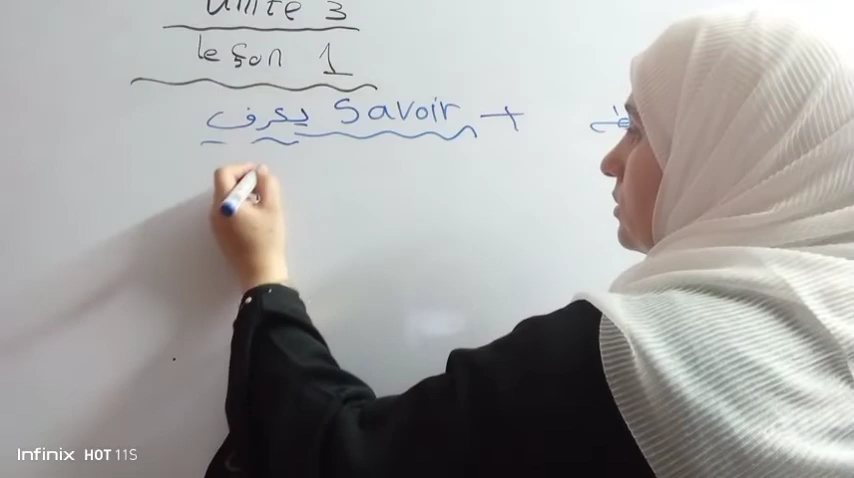 unité 3
leçon 1
يعرف savoir +
Infinix HOT 11S